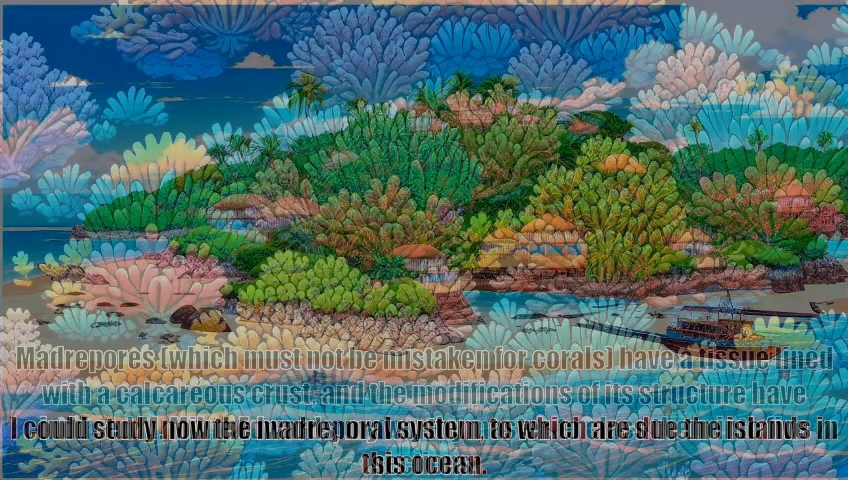 Madrepores (which must not be mistaken for corals) have a tissue lined
with a calcareous crust, and the modifications of its structure have
I could study now the madreporal system, to which are due the islands in
this ocean.